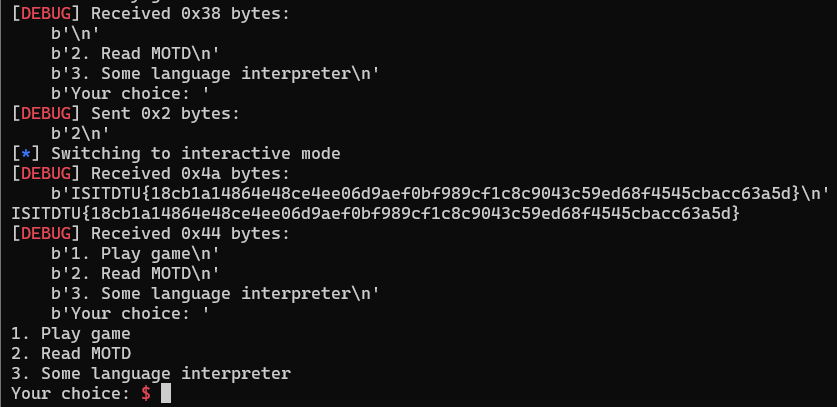 [DEBUG] Received 0x38 bytes:
b'\n'
b'2. Read MOTD\n'
b'3. Some language interpreter\n'
b'Your choice: '
[DEBUG] Sent 0x2 bytes:
b'2\n'
[*] Switching to interactive mode
[DEBUG] Received 0x4a bytes:
b'ISITDTU{18cb1a14864e48ce4ee06d9aef0bf989cf1c8c9043c59ed68f4545cbacc63a5d}\n'
ISITDTU{18cb1a14864e48ce4ee06d9aef0bf989cf1c8c9043c59ed68f4545cbacc63a5d}
[DEBUG] Received 0x44 bytes:
b'1. Play game\n'
b'2. Read MOTD\n'
b'3. Some language interpreter\n'
b'Your choice: '
1. Play game
2. Read MOTD
3. Some language interpreter
Your choice: $